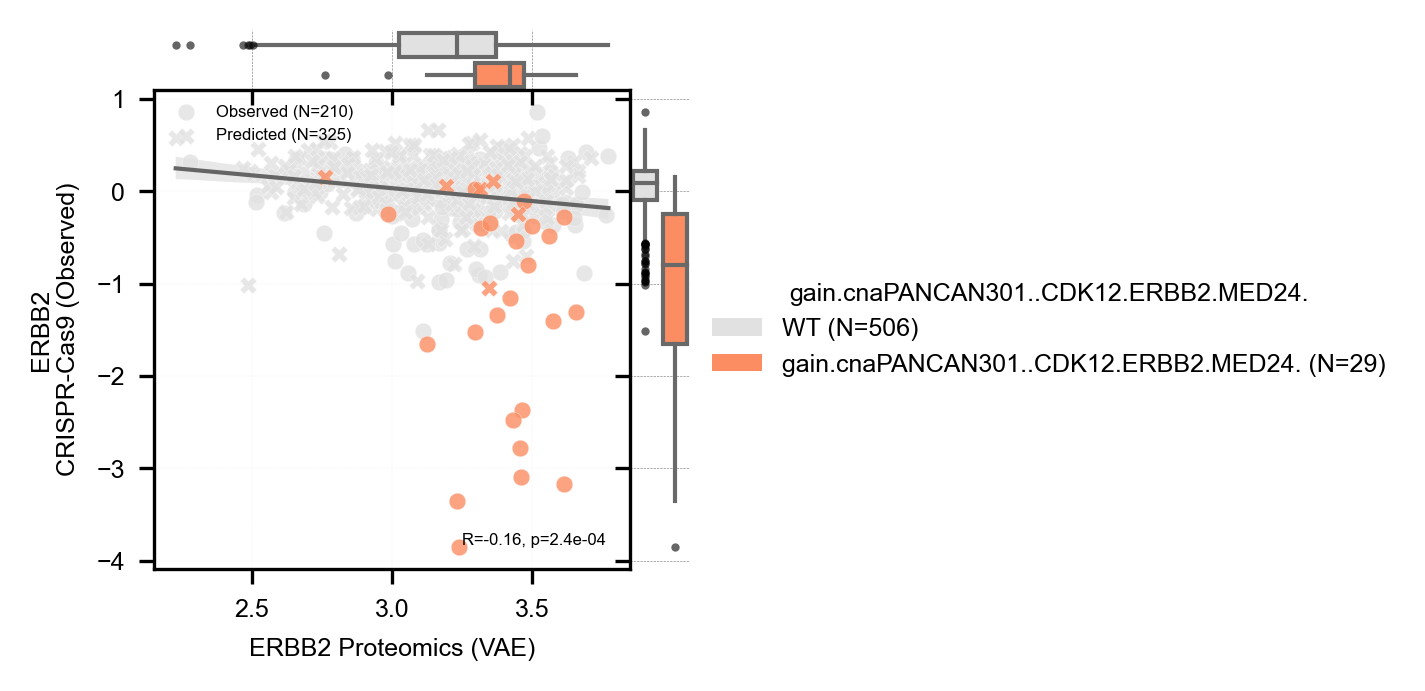 1
0
−1
−2
−3
−4
ERBB2
CRISPR-Cas9 (Observed)
Observed (N=210)
Predicted (N=325)
R=-0.16, p=2.4e-04
2.5
3.0
3.5
ERBB2 Proteomics (VAE)
gain.cnaPANCAN301..CDK12.ERBB2.MED24.
WT (N=506)
gain.cnaPANCAN301..CDK12.ERBB2.MED24. (N=29)